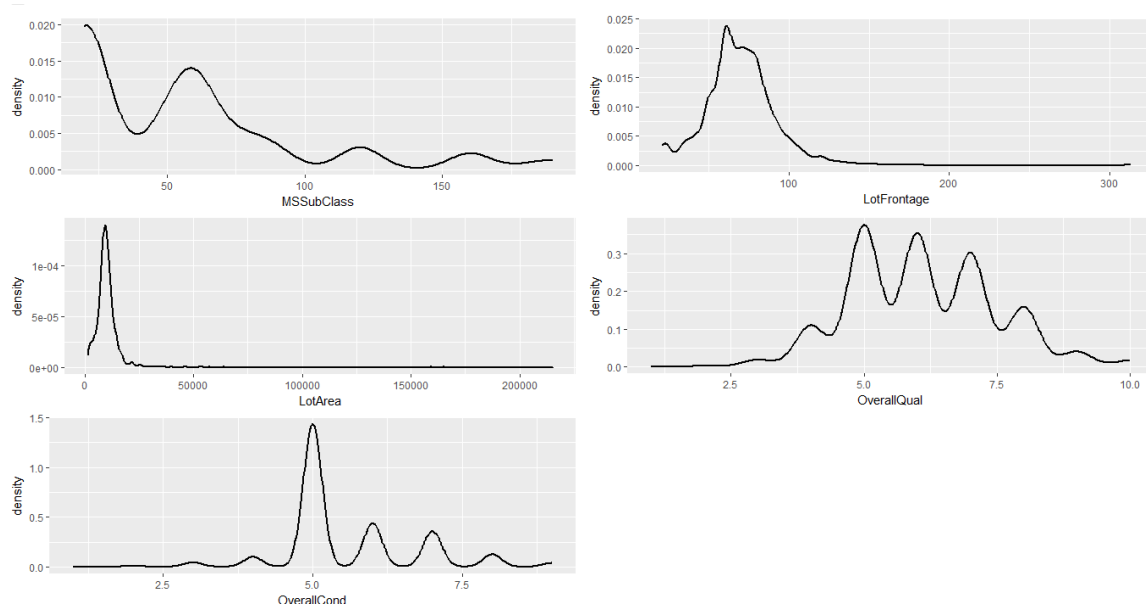 density
0.020
0.015
0.010
0.005
0.000
50
100
150
MSSubClass
density
0.025
0.020
0.015
0.010
0.005
0.000
100
200
300
LotFrontage
density
1e-04
5e-05
0e+00
0
50000
100000
150000
200000
LotArea
density
0.3
0.2
0.1
0.0
2.5
5.0
7.5
10.0
OverallQual
density
1.5
1.0
0.5
0.0
2.5
5.0
7.5
OverallCond